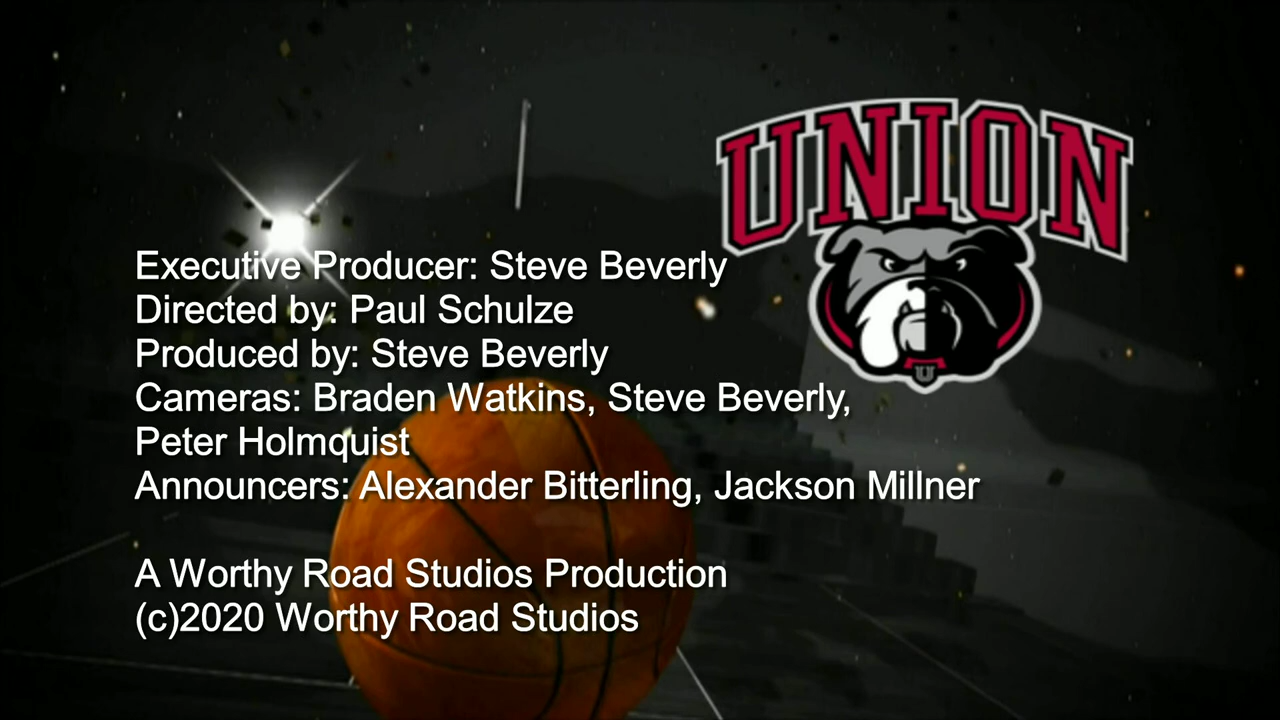 UNION
U
Executive Producer: Steve Beverly
Directed by: Paul Schulze
Produced by: Steve Beverly
Cameras: Braden Watkins, Steve Beverly,
Peter Holmquist
Announcers: Alexander Bitterling, Jackson Millner
A Worthy Road Studios Production
(c)2020 Worthy Road Studios